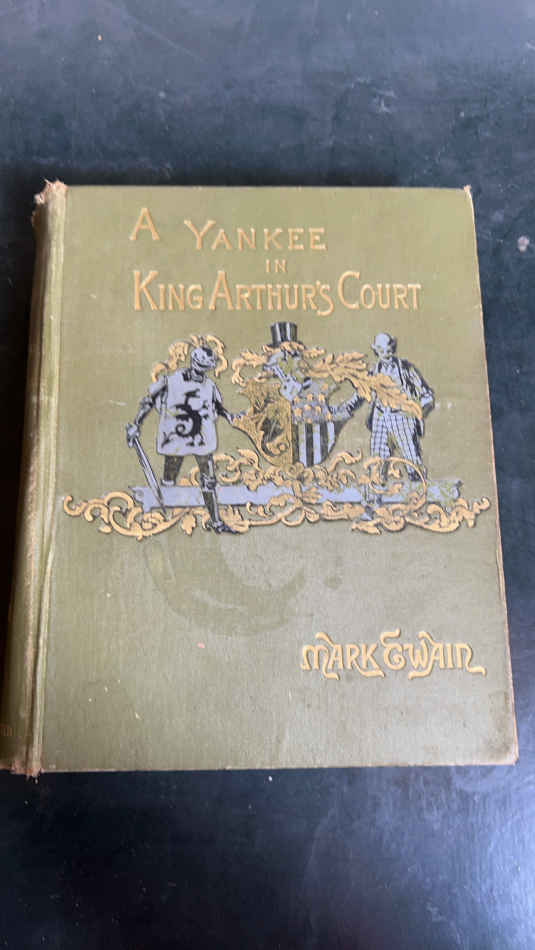 A YANKEE
IN
KING ARTHUR'S COURT
MARK TWAIN